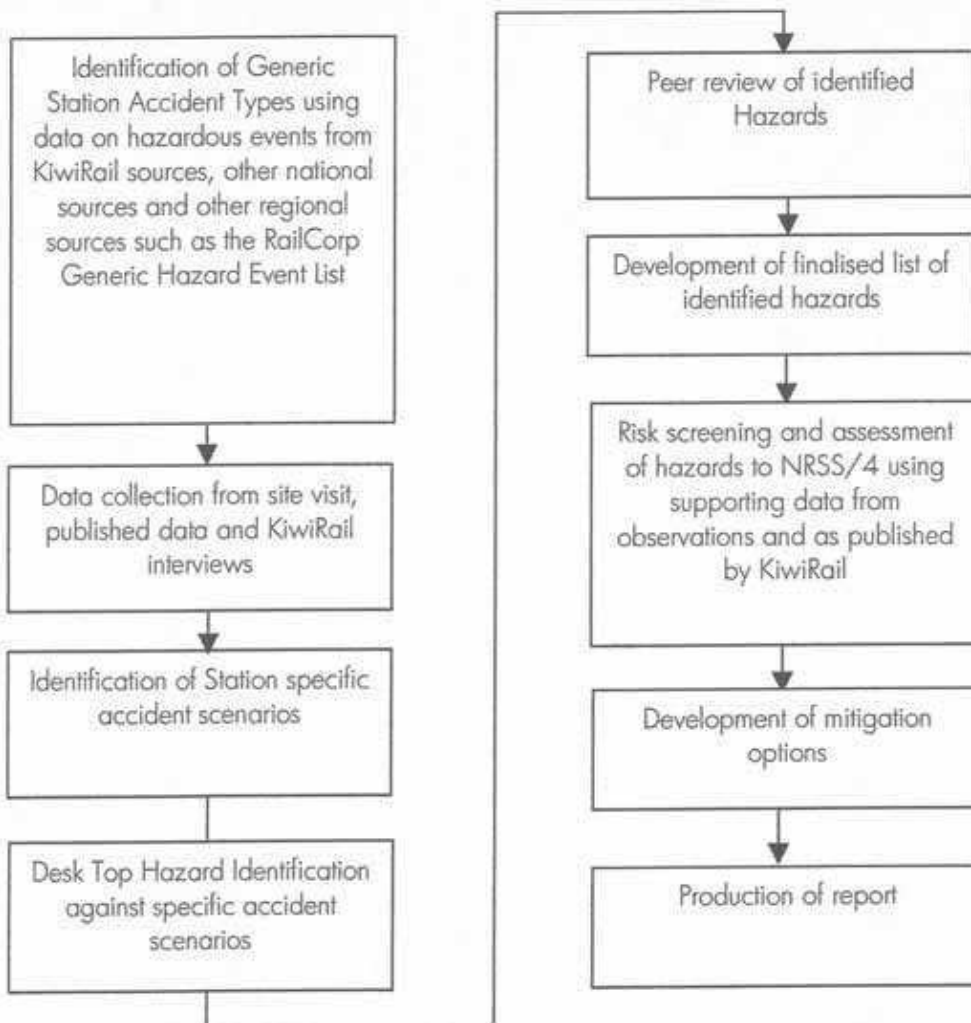 Identification of Generic
Station Accident Types using
data on hazardous events from
KiwiRail sources, other national
sources and other regional
sources such as the RailCorp
Generic Hazard Event List
Data collection from site visit,
published data and KiwiRail
interviews
Identification of Station specific
accident scenarios
Desk Top Hazard Identification
against specific accident
scenarios
Peer review of identified
Hazards
Development of finalised list of
identified hazards
Risk screening and assessment
of hazards to NRSS/4 using
supporting data from
observations and as published
by KiwiRail
Development of mitigation
options
Production of report